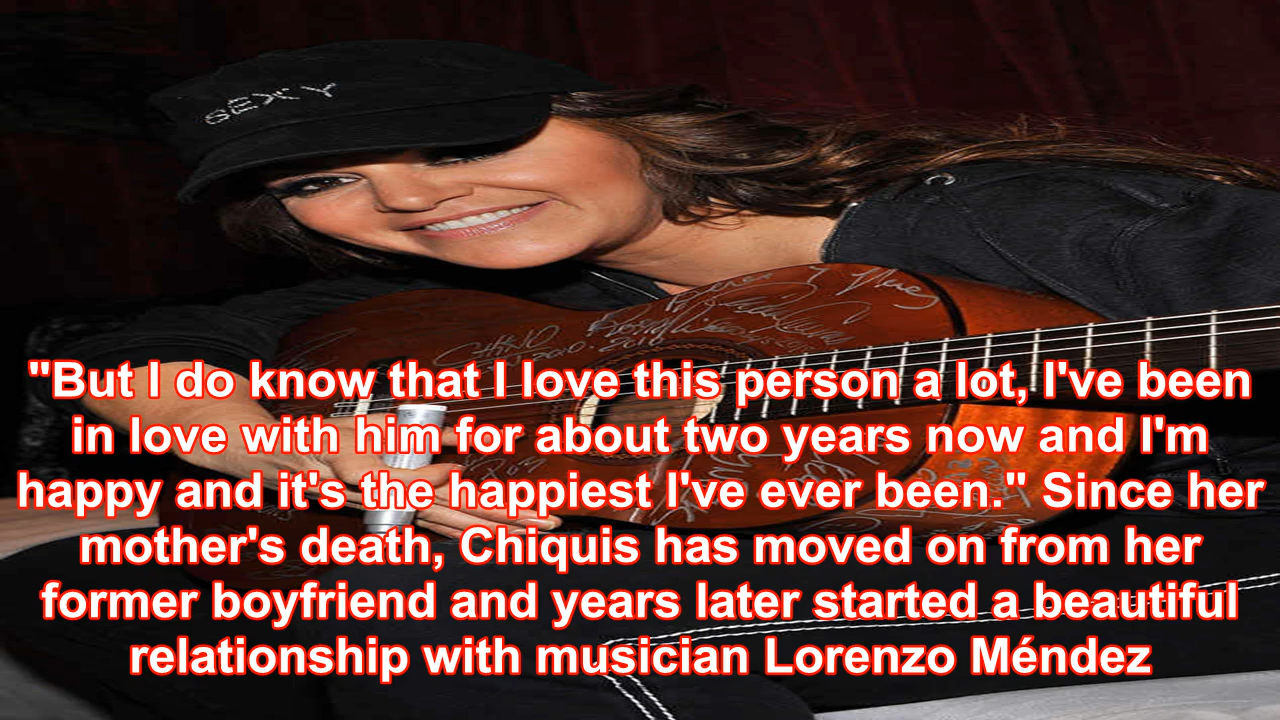 SEXY
"But I do know that I love this person a lot, I've been
in love with him for about two years now and I'm
happy and it's the happiest I've ever been." Since her
mother's death, Chiquis has moved on from her
former boyfriend and years later started a beautiful
relationship with musician Lorenzo Méndez